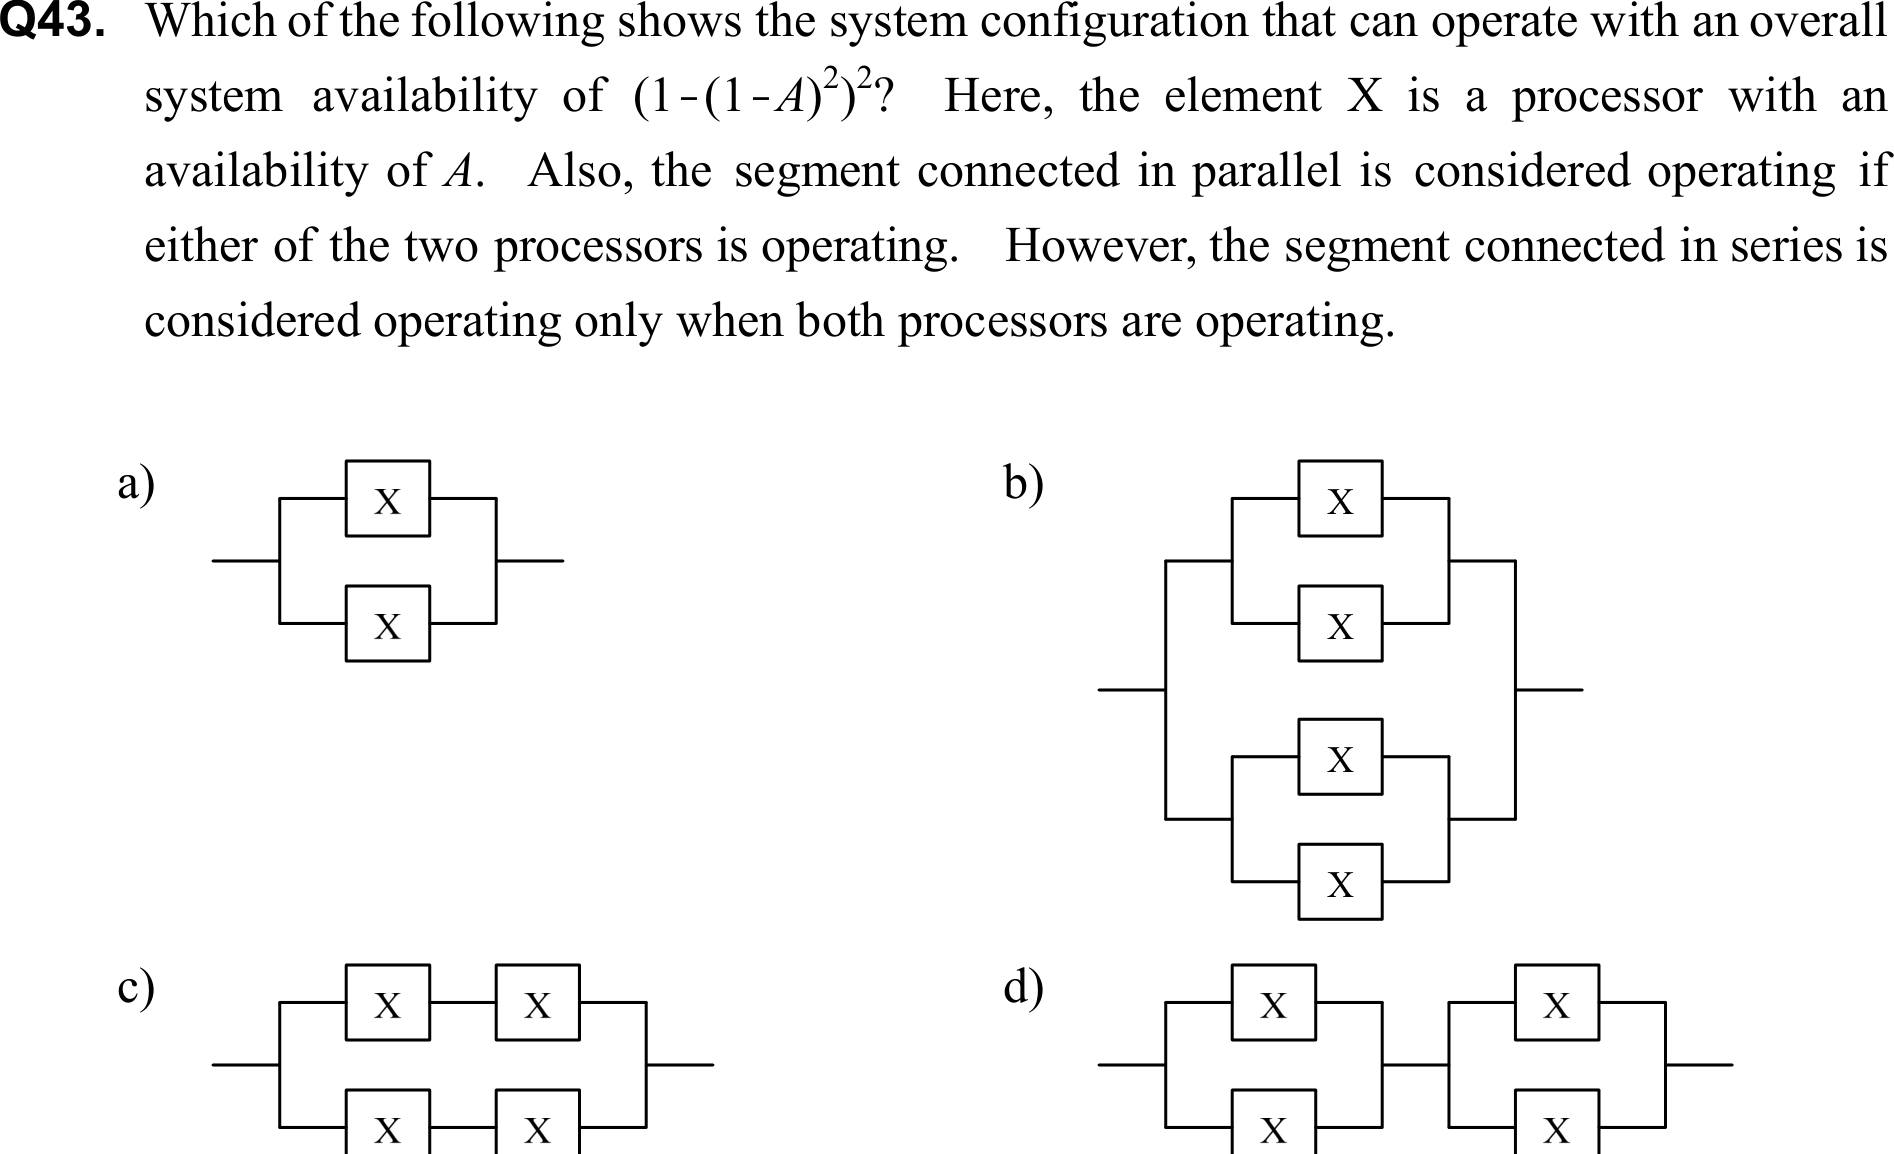 Q43. Which of the following shows the system configuration that can operate with an overall
system availability of (1-(1-A)²)²? Here, the element X is a processor with an
availability of A. Also, the segment connected in parallel is considered operating if
either of the two processors is operating. However, the segment connected in series is
considered operating only when both processors are operating.
a)
X
X
b)
X
X
X
X
c)
X X
X X
d)
X X
X X